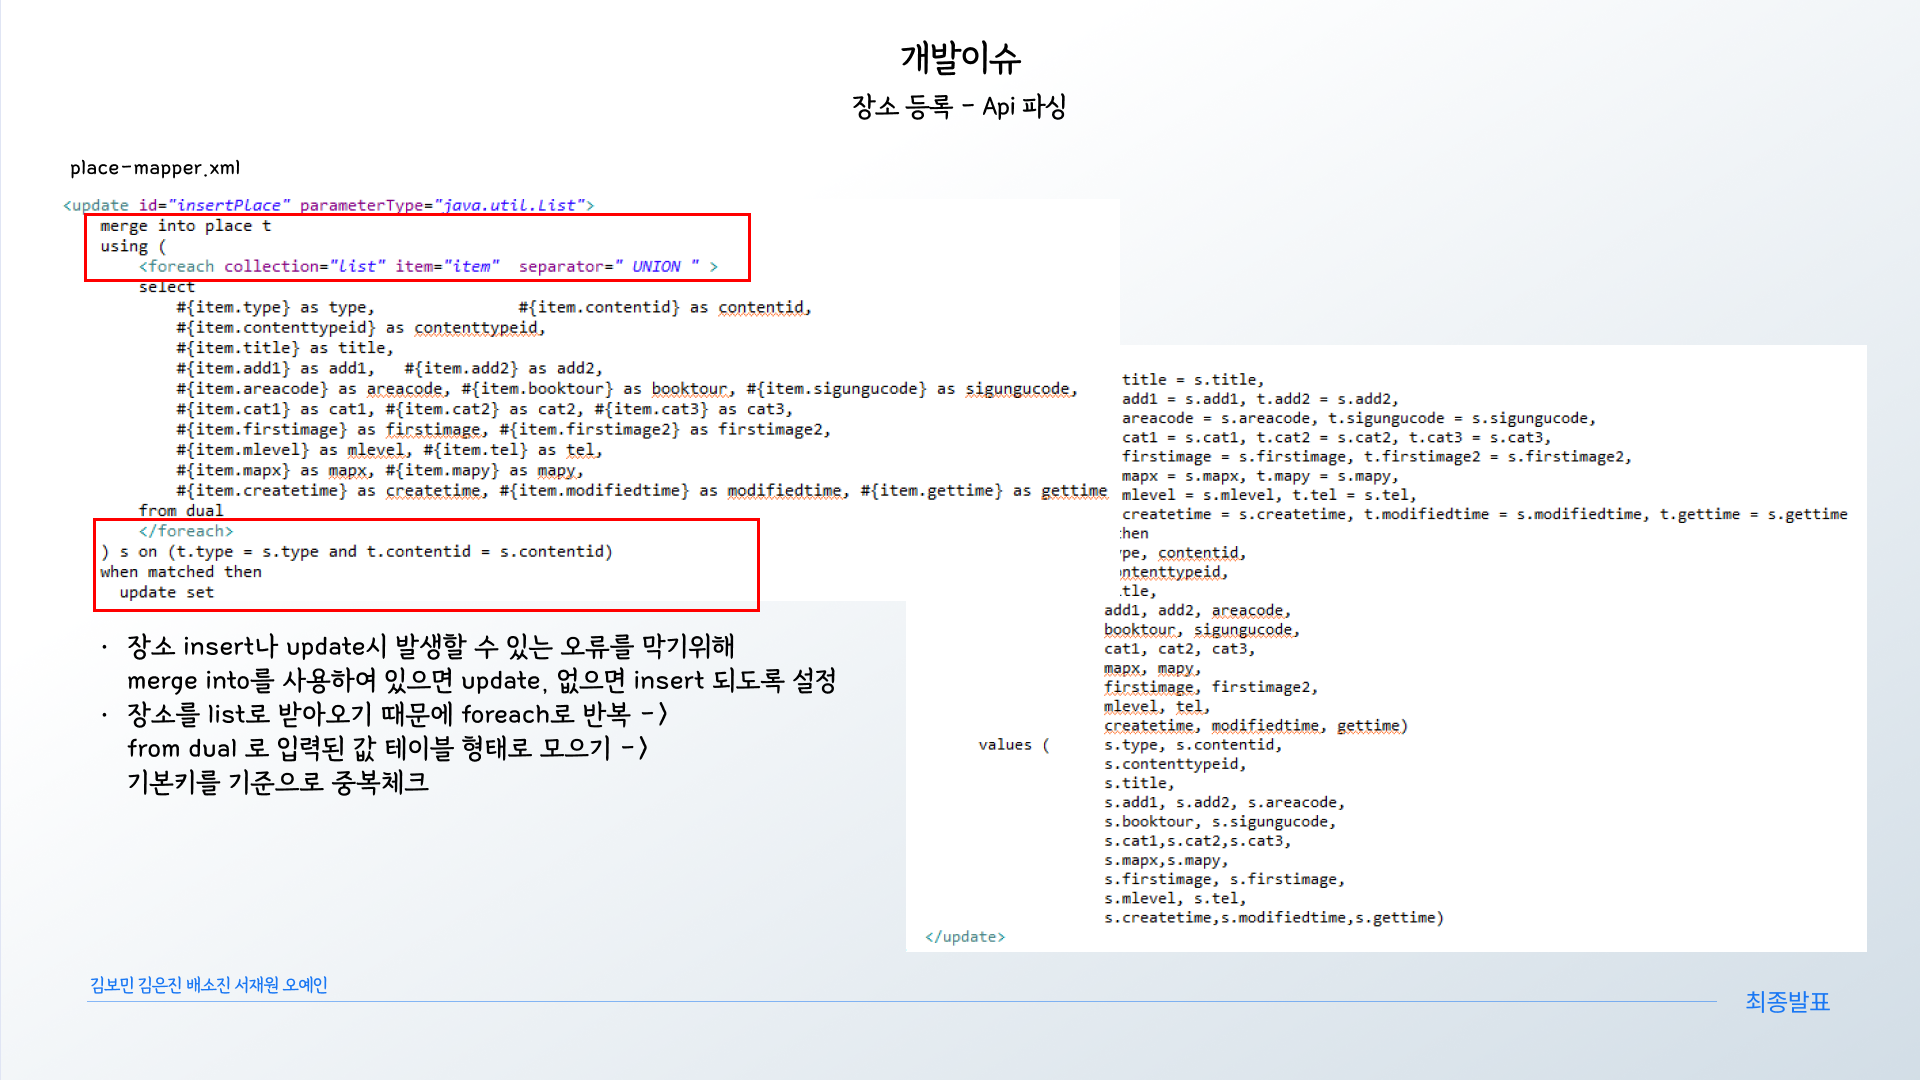 개발이슈
장소 등록 - Api 파싱
place-mapper.xml
<update id="insertPlace" parameterType="java.util.List">
merge into place t
using (
<foreach collection="list" item="item"  separator=" UNION " >
select
#{item.type} as type,               #{item.contentid} as contentid,
#{item.contenttypeid} as contenttypeid,
#{item.title} as title,
#{item.add1} as add1,   #{item.add2} as add2,
#{item.areacode} as areacode, #{item.booktour} as booktour, #{item.sigungucode} as sigungucode,
#{item.cat1} as cat1, #{item.cat2} as cat2, #{item.cat3} as cat3,
#{item.firstimage} as firstimage, #{item.firstimage2} as firstimage2,
#{item.mlevel} as mlevel, #{item.tel} as tel,
#{item.mapx} as mapx, #{item.mapy} as mapy,
#{item.createtime} as createtime, #{item.modifiedtime} as modifiedtime, #{item.gettime} as gettime
from dual
</foreach>
) s on (t.type = s.type and t.contentid = s.contentid)
when matched then
update set
title = s.title,
add1 = s.add1, t.add2 = s.add2,
areacode = s.areacode, t.sigungucode = s.sigungucode,
cat1 = s.cat1, t.cat2 = s.cat2, t.cat3 = s.cat3,
firstimage = s.firstimage, t.firstimage2 = s.firstimage2,
mapx = s.mapx, t.mapy = s.mapy,
mlevel = s.mlevel, t.tel = s.tel,
createtime = s.createtime, t.modifiedtime = s.modifiedtime, t.gettime = s.gettime
hen
pe, contentid,
ntenttypeid,
tle,
add1, add2, areacode,
booktour, sigungucode,
cat1, cat2, cat3,
mapx, mapy,
firstimage, firstimage2,
mlevel, tel,
createtime, modifiedtime, gettime)
values (      s.type, s.contentid,
s.contenttypeid,
s.title,
s.add1, s.add2, s.areacode,
s.booktour, s.sigungucode,
s.cat1,s.cat2,s.cat3,
s.mapx,s.mapy,
s.firstimage, s.firstimage,
s.mlevel, s.tel,
s.createtime,s.modifiedtime,s.gettime)
</update>
· 장소 insert나 update시 발생할 수 있는 오류를 막기위해
merge into를 사용하여 있으면 update, 없으면 insert 되도록 설정
· 장소를 list로 받아오기 때문에 foreach로 반복 ->
from dual 로 입력된 값 테이블 형태로 모으기 ->
기본키를 기준으로 중복체크
김보민 김은진 배소진 서재원 오예인
최종발표